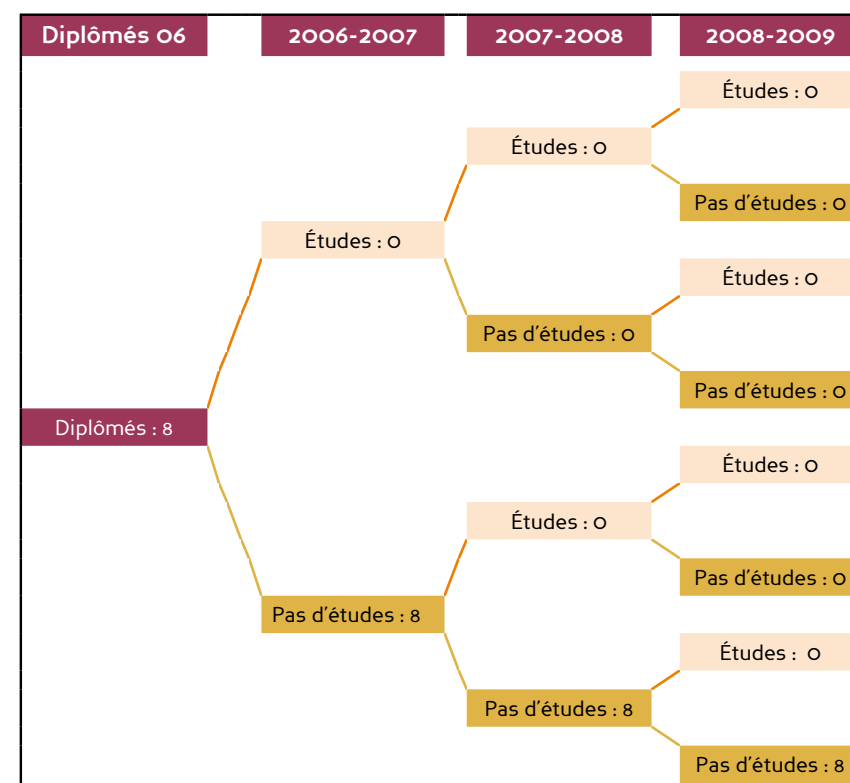 Diplômés 06
2006-2007
2007-2008
2008-2009
Études : 0
Études : 0
Pas d'études : 0
Études : 0
Études : 0
Pas d'études : 0
Pas d'études : 0
Diplômés : 8
Études : 0
Études : 0
Pas d'études : 0
Pas d'études : 8
Études : 0
Pas d'études : 8
Pas d'études : 8